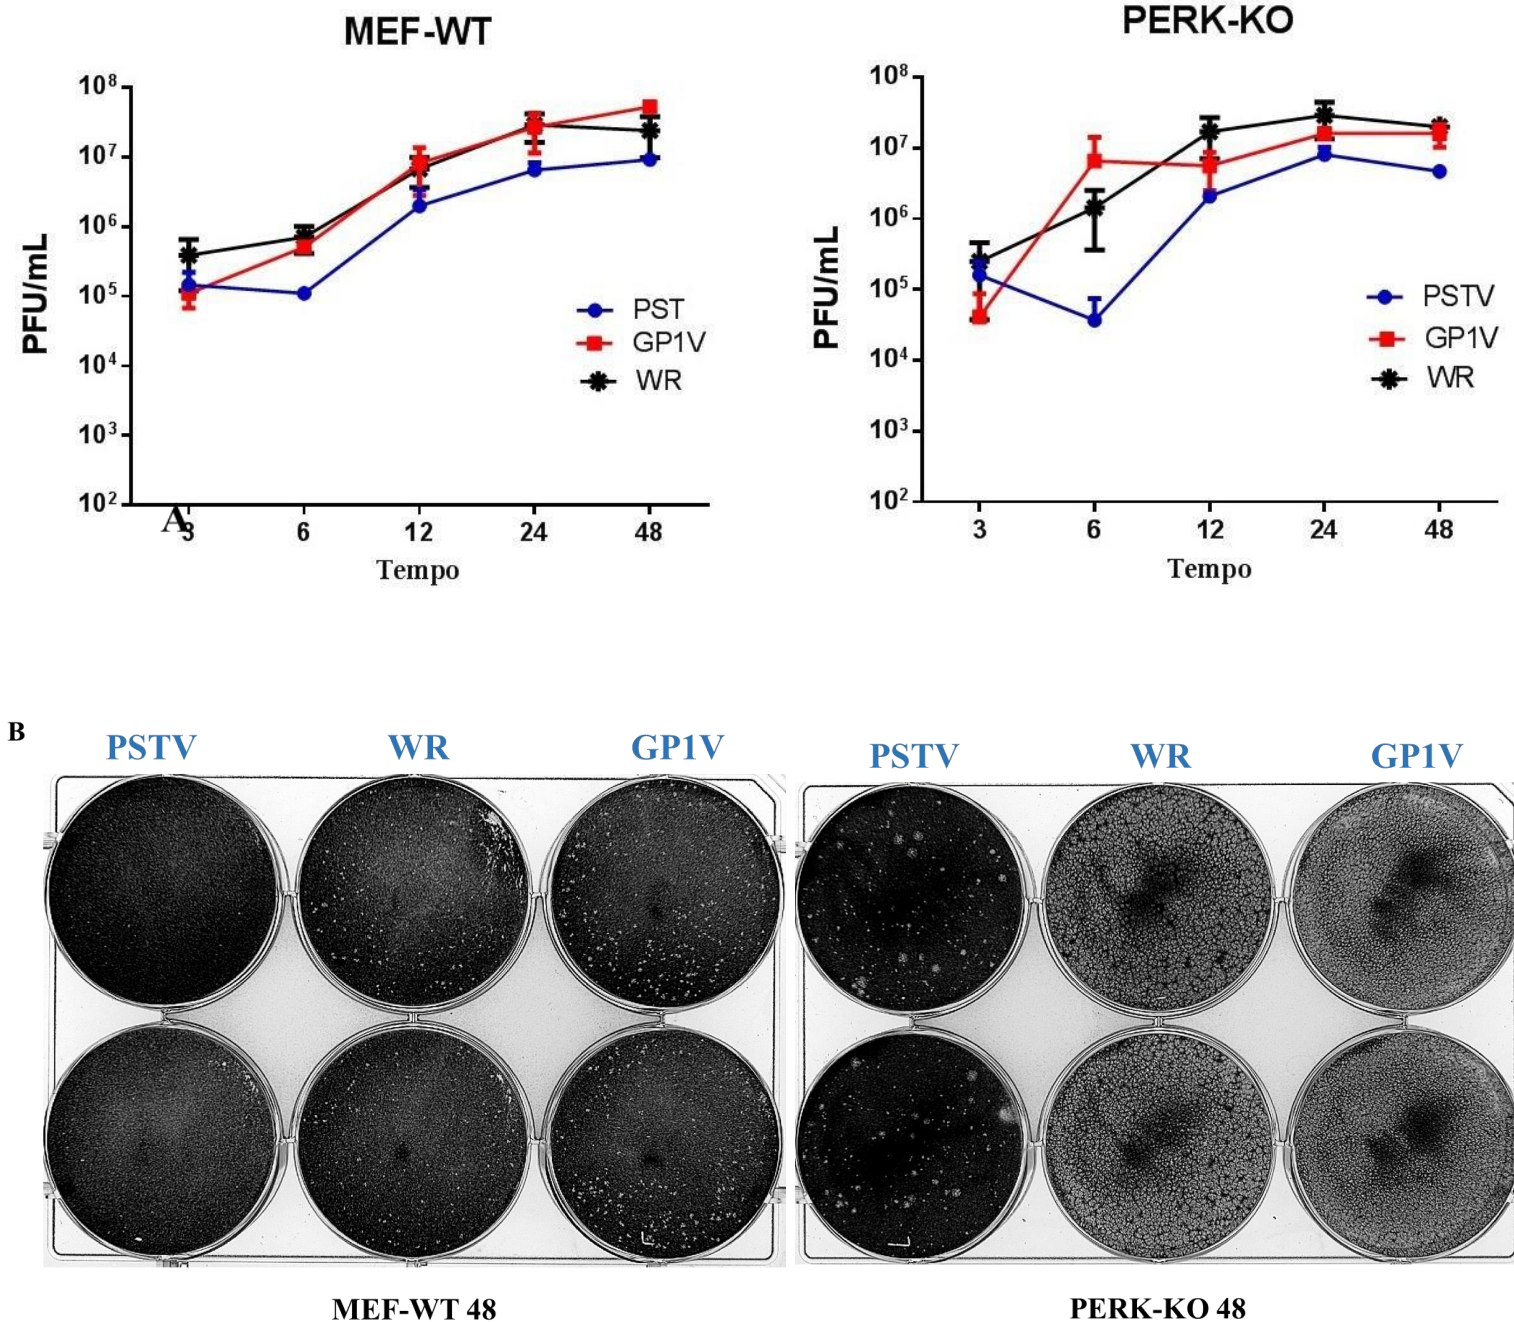 MEF-WT
PFU/mL
10⁸
10⁷
10⁶
10⁵
10⁴
10³
10²
PST
GP1V
WR
3 6 12 24 48
Tempo
A
PERK-KO
PFU/mL
10⁸
10⁷
10⁶
10⁵
10⁴
10³
10²
PSTV
GP1V
WR
3 6 12 24 48
Tempo
B
PSTV WR GP1V
PSTV WR GP1V
MEF-WT 48
PERK-KO 48